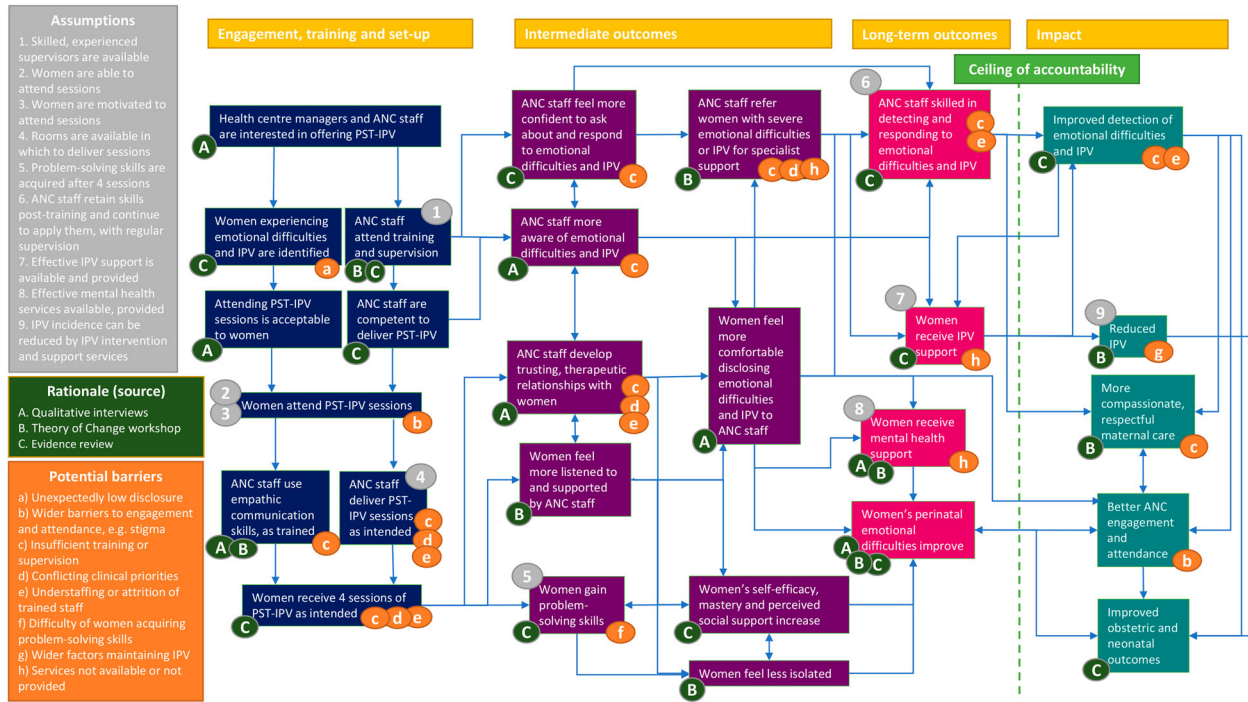 Assumptions
1. Skilled, experienced
supervisors are available
2. Women are able to
attend sessions
3. Women are motivated to
attend sessions
4. Rooms are available in
which to deliver sessions
5. Problem-solving skills are
acquired after 4 sessions
6. ANC staff retain skills
post-training and continue
to apply them, with regular
supervision
7. Effective IPV support is
available and provided
8. Effective mental health
services available, provided
9. IPV incidence can be
reduced by IPV intervention
and support services
Rationale (source)
A. Qualitative interviews
B. Theory of Change workshop
C. Evidence review
Potential barriers
a) Unexpectedly low disclosure
b) Wider barriers to engagement
and attendance, e.g. stigma
c) Insufficient training or
supervision
d) Conflicting clinical priorities
e) Understaffing or attrition of
trained staff
f) Difficulty of women acquiring
problem-solving skills
g) Wider factors maintaining IPV
h) Services not available or not
provided
Engagement, training and set-up
Health centre managers and ANC staff
are interested in offering PST-IPV
A
Women experiencing
emotional difficulties
and IPV are identified
C
a
1
ANC staff
attend training
and supervision
B C
Attending PST-IPV
sessions is acceptable
to women
A
ANC staff are
competent to
deliver PST-IPV
C
2
3
Women attend PST-IPV sessions
b
ANC staff use
empathic
communication
skills, as trained
A B
c
4
ANC staff
deliver PST-
IPV sessions
as intended
c
d
e
Women receive 4 sessions of
PST-IPV as intended
C
c d e
Intermediate outcomes
ANC staff feel more
confident to ask
about and respond
to emotional
difficulties and IPV
C
c
ANC staff refer
women with severe
emotional difficulties
or IPV for specialist
support
B
c d h
ANC staff more
aware of emotional
difficulties and IPV
A
c
ANC staff develop
trusting, therapeutic
relationships with
women
A
c
d
e
Women feel
more
comfortable
disclosing
emotional
difficulties
and IPV to
ANC staff
A
Women feel
more listened to
and supported
by ANC staff
B
5
Women gain
problem-
solving skills
C
f
Women's self-efficacy,
mastery and perceived
social support increase
C
Women feel less isolated
B
Long-term outcomes
6
ANC staff skilled in
detecting and
responding to
emotional
difficulties and IPV
C
c
e
7
Women
receive IPV
support
C
h
8
Women receive
mental health
support
A B
h
Women's perinatal
emotional
difficulties improve
A
B C
Impact
Ceiling of accountability
Improved detection of
emotional difficulties
and IPV
C
c e
9
Reduced
IPV
B
g
More
compassionate,
respectful
maternal care
B
c
Better ANC
engagement
and
attendance
A
b
Improved
obstetric and
neonatal
outcomes
C